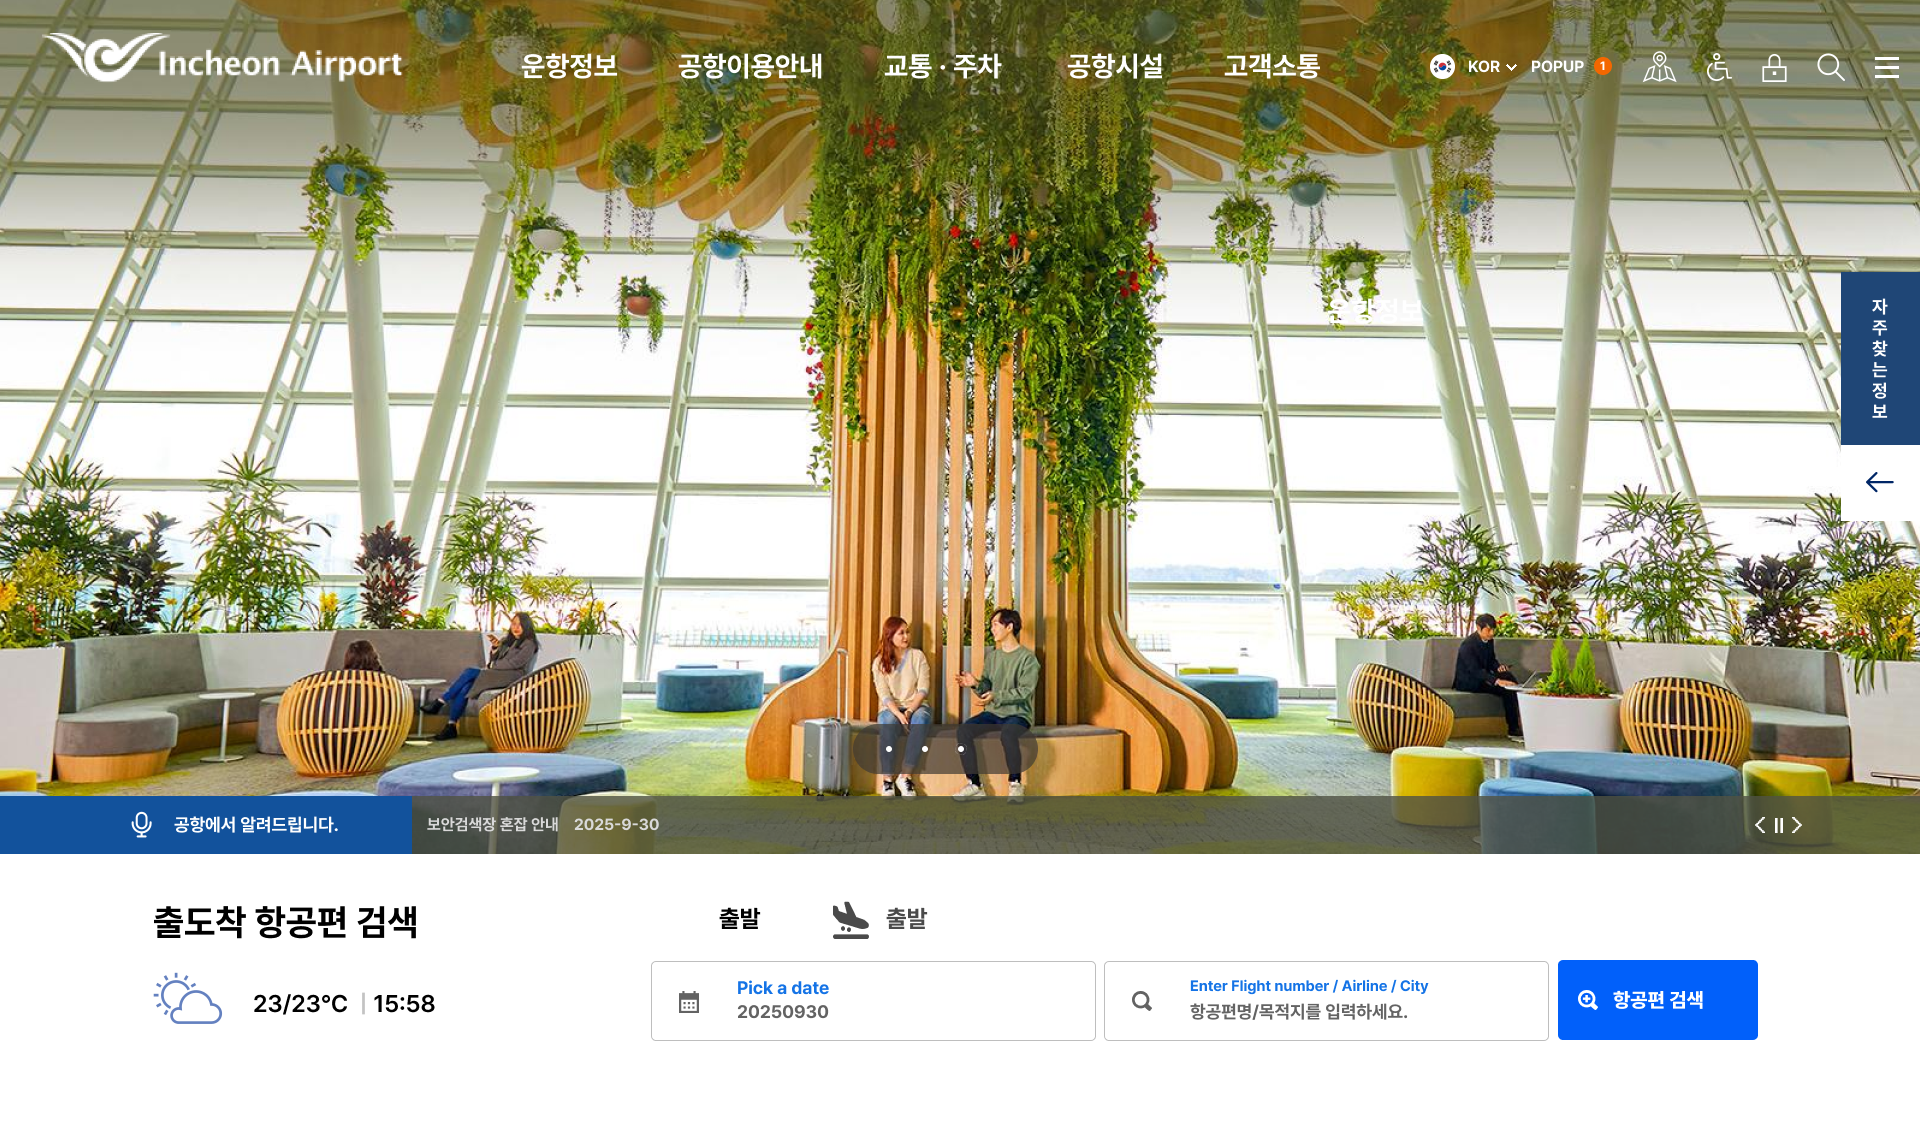 Incheon Airport
운항정보
공항이용안내
교통 · 주차
공항시설
고객소통
KOR
POPUP
1
운항정보
자주찾는정보
공항에서 알려드립니다.
보안검색장 혼잡 안내
2025-9-30
출도착 항공편 검색
출발
출발
23/23°C
15:58
Pick a date
20250930
Enter Flight number / Airline / City
항공편명/목적지를 입력하세요.
항공편 검색